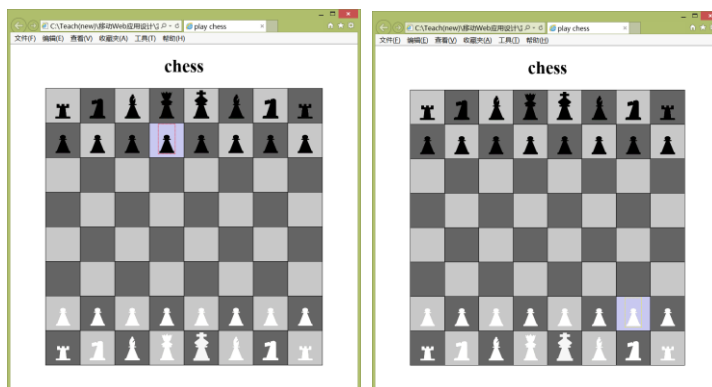 C:\Teach(new)\移动Web应用设计\
play chess
文件(F) 编辑(E) 查看(V) 收藏夹(A) 工具(T) 帮助(H)
chess
C:\Teach(new)\移动Web应用设计\
play chess
文件(F) 编辑(E) 查看(V) 收藏夹(A) 工具(T) 帮助(H)
chess